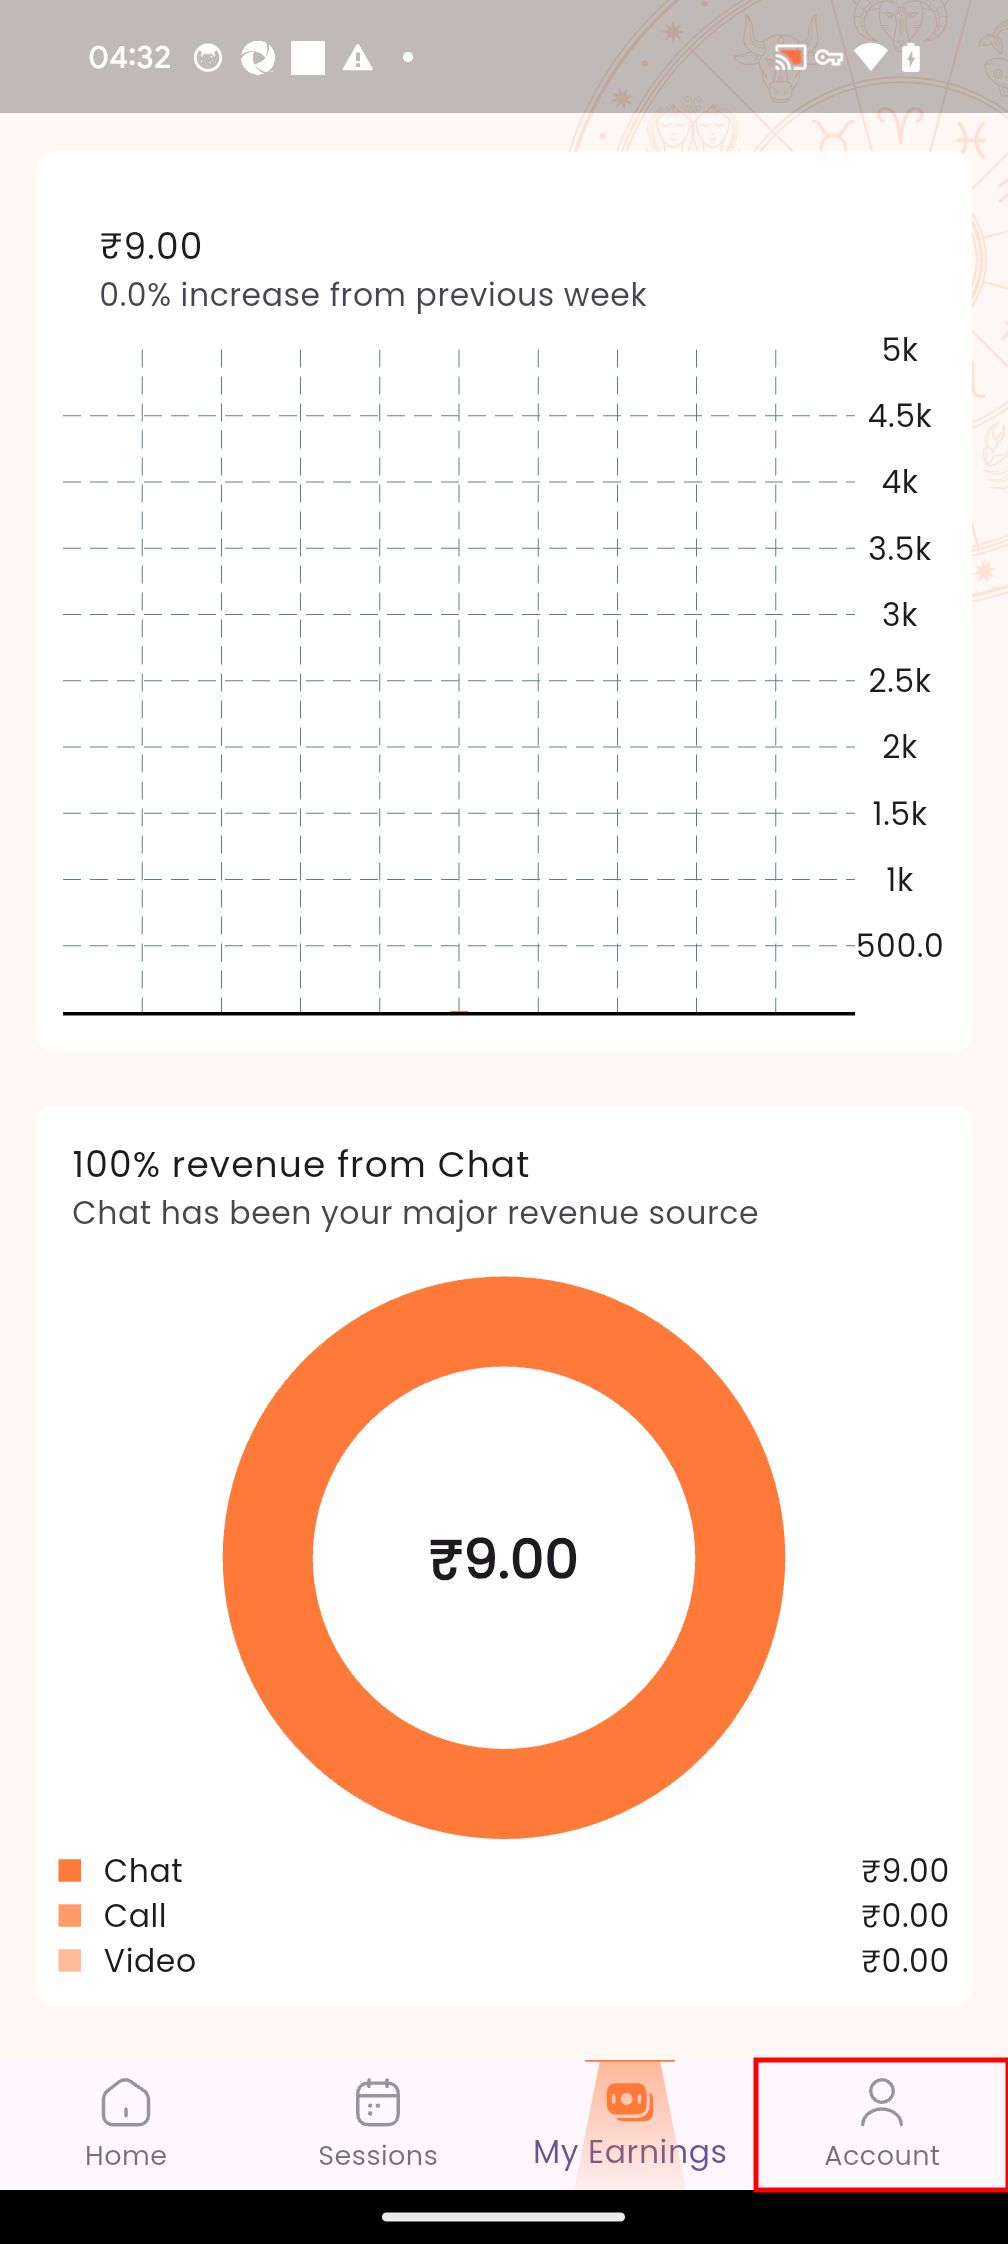 04:32
₹9.00
0.0% increase from previous week
5k
4.5k
4k
3.5k
3k
2.5k
2k
1.5k
1k
500.0
100% revenue from Chat
Chat has been your major revenue source
₹9.00
Chat ₹9.00
Call ₹0.00
Video ₹0.00
Home Sessions My Earnings Account